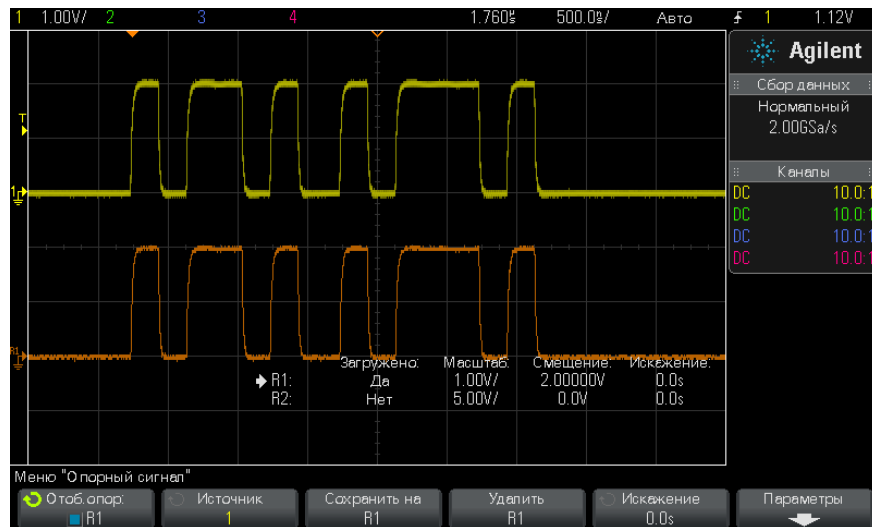 1 1.00V/ 2 3 4 1.760s 500.0s/ Авто 1 1.12V
Agilent
Сбор данных
Нормальный
2.00GSa/s
Каналы
DC 10.0:1
DC 10.0:1
DC 10.0:1
DC 10.0:1
T
1
R1
Загружено: Масштаб: Смещение: Искажение:
R1: Да 1.00V/ 2.00000V 0.0s
R2: Нет 5.00V/ 0.0V 0.0s
Меню "Опорный сигнал"
Отоб.опор: Источник Сохранить на Удалить Искажение Параметры
R1 1 R1 R1 0.0s